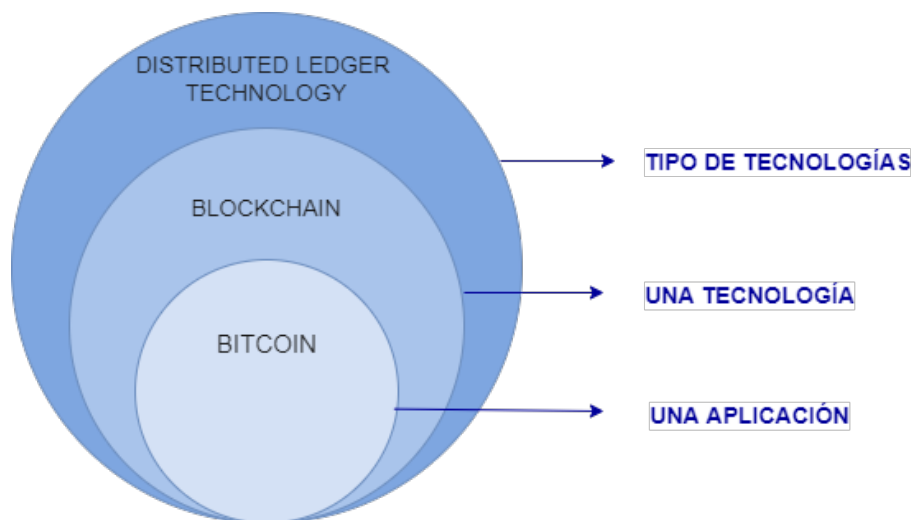 DISTRIBUTED LEDGER
TECHNOLOGY
TIPO DE TECNOLOGÍAS
BLOCKCHAIN
UNA TECNOLOGÍA
BITCOIN
UNA APLICACIÓN